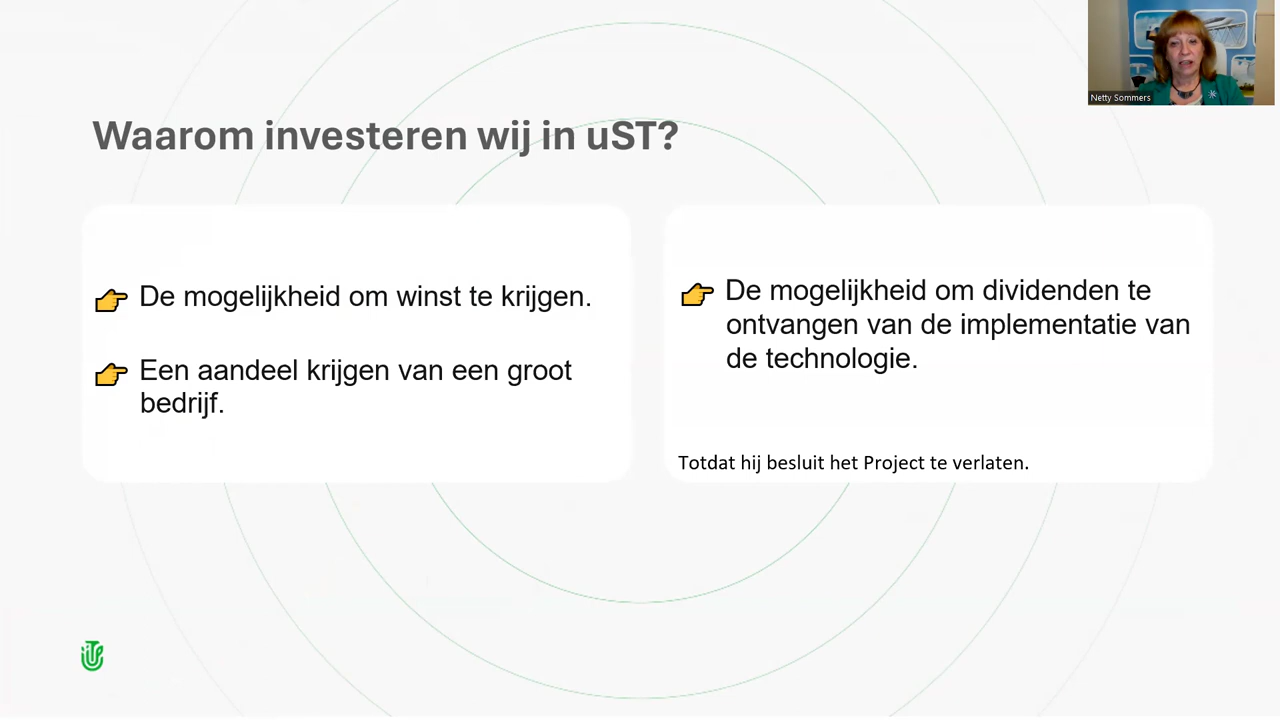 Netty Sommers
Waarom investeren wij in uST?
De mogelijkheid om winst te krijgen.
Een aandeel krijgen van een groot
bedrijf.
De mogelijkheid om dividenden te
ontvangen van de implementatie van
de technologie.
Totdat hij besluit het Project te verlaten.